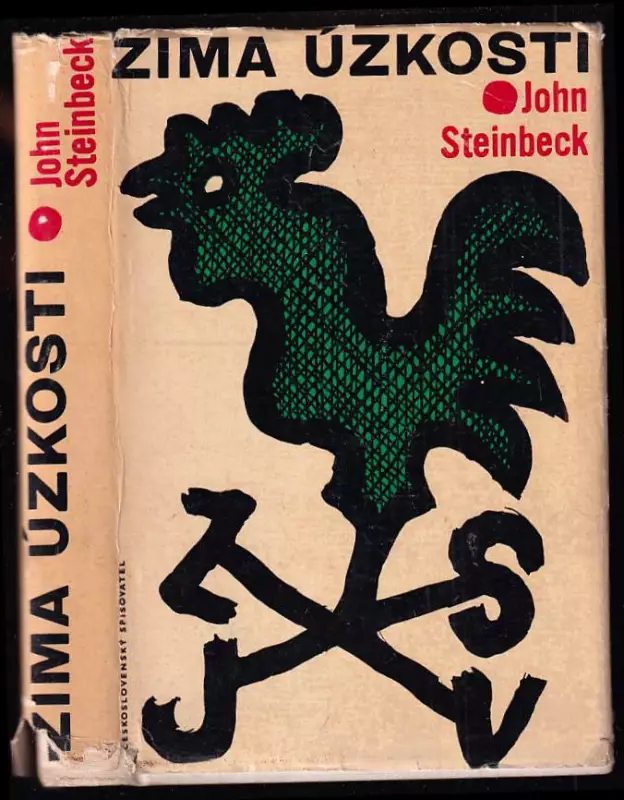 ZIMA ÚZKOSTI
John
Steinbeck
Z
S
J
V
ČESKOSLOVENSKÝ SPISOVATEL
ZIMA ÚZKOSTI
John
Steinbeck